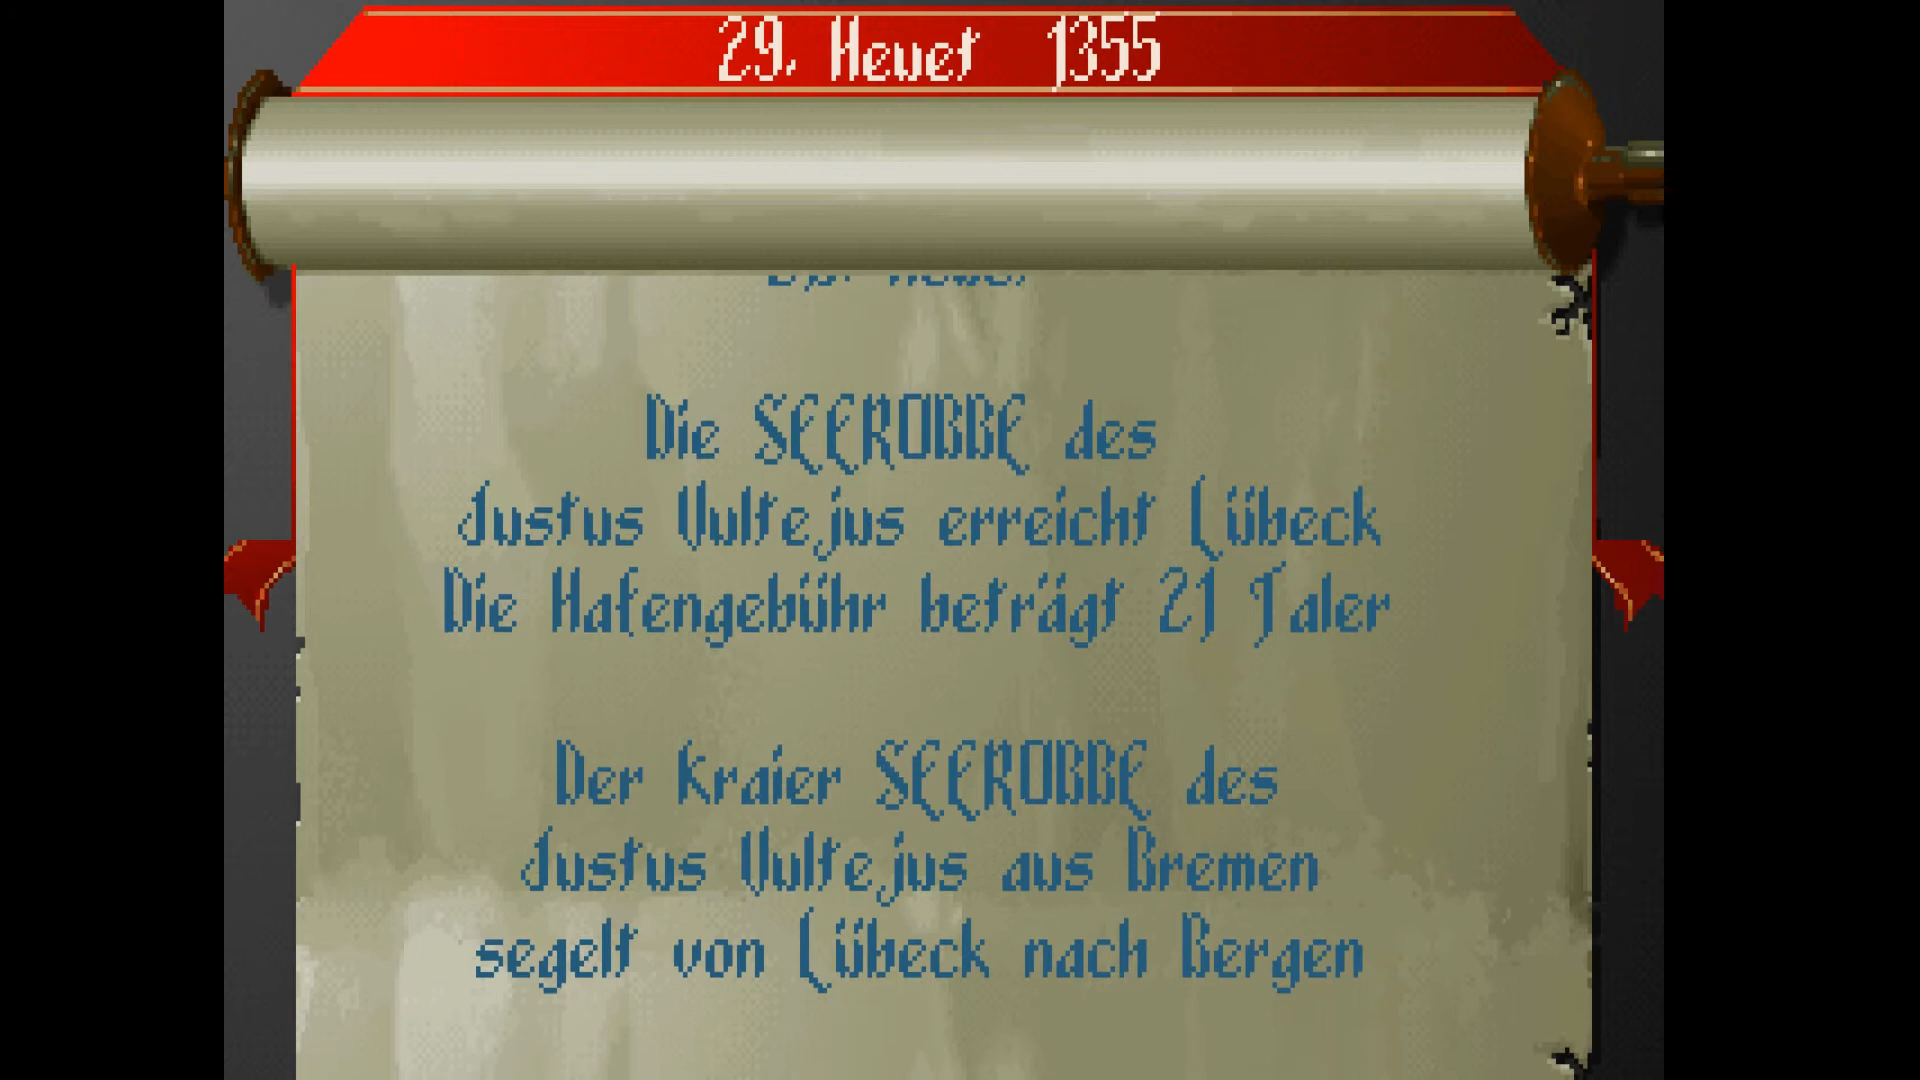 29. Heuet 1355
Die SEEROBBE des
Justus Vultejus erreicht Lübeck
Die Hafengebühr beträgt 21 Taler
Der Kraier SEEROBBE des
Justus Vultejus aus Bremen
segelt von Lübeck nach Bergen